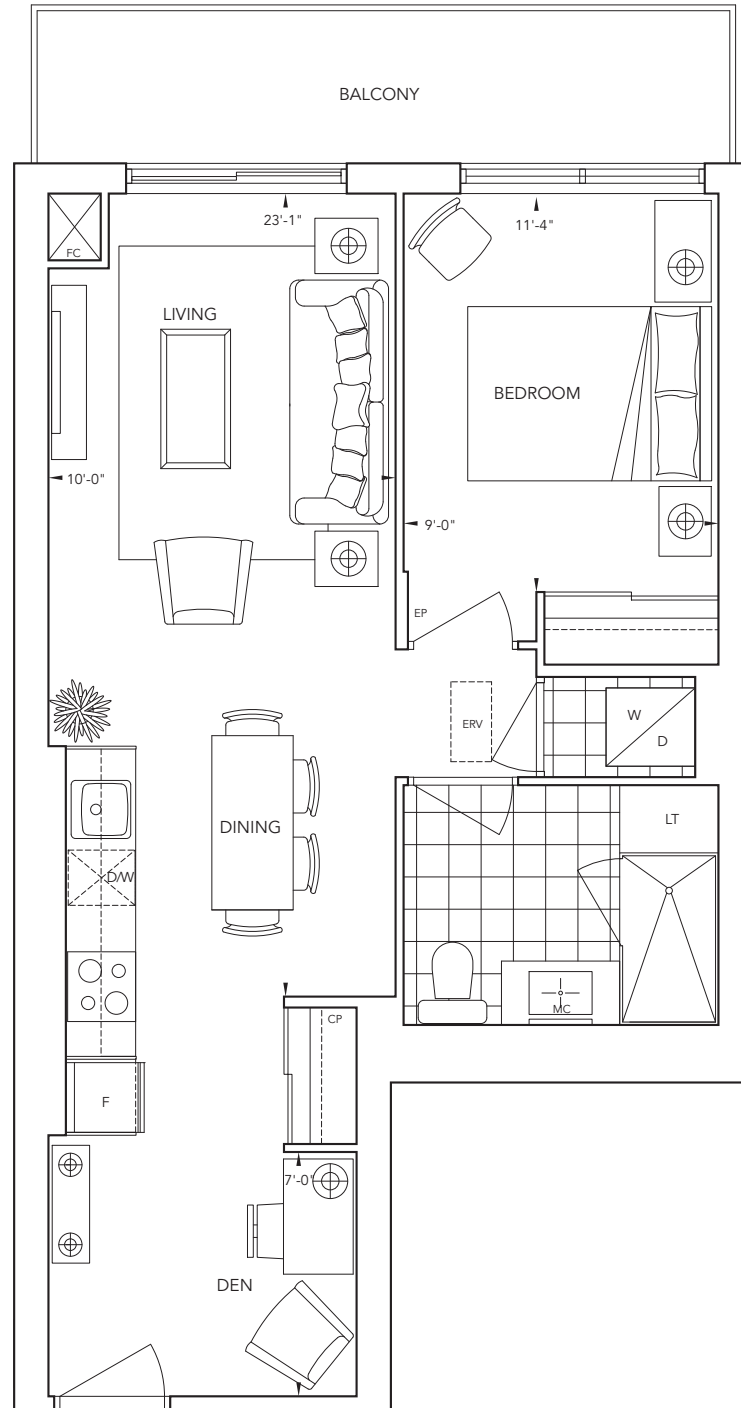 BALCONY
FC
23'-1"
11'-4"
LIVING
BEDROOM
10'-0"
9'-0"
EP
ERV
W
D
DINING
LT
D/W
MC
CP
F
7'-0"
DEN